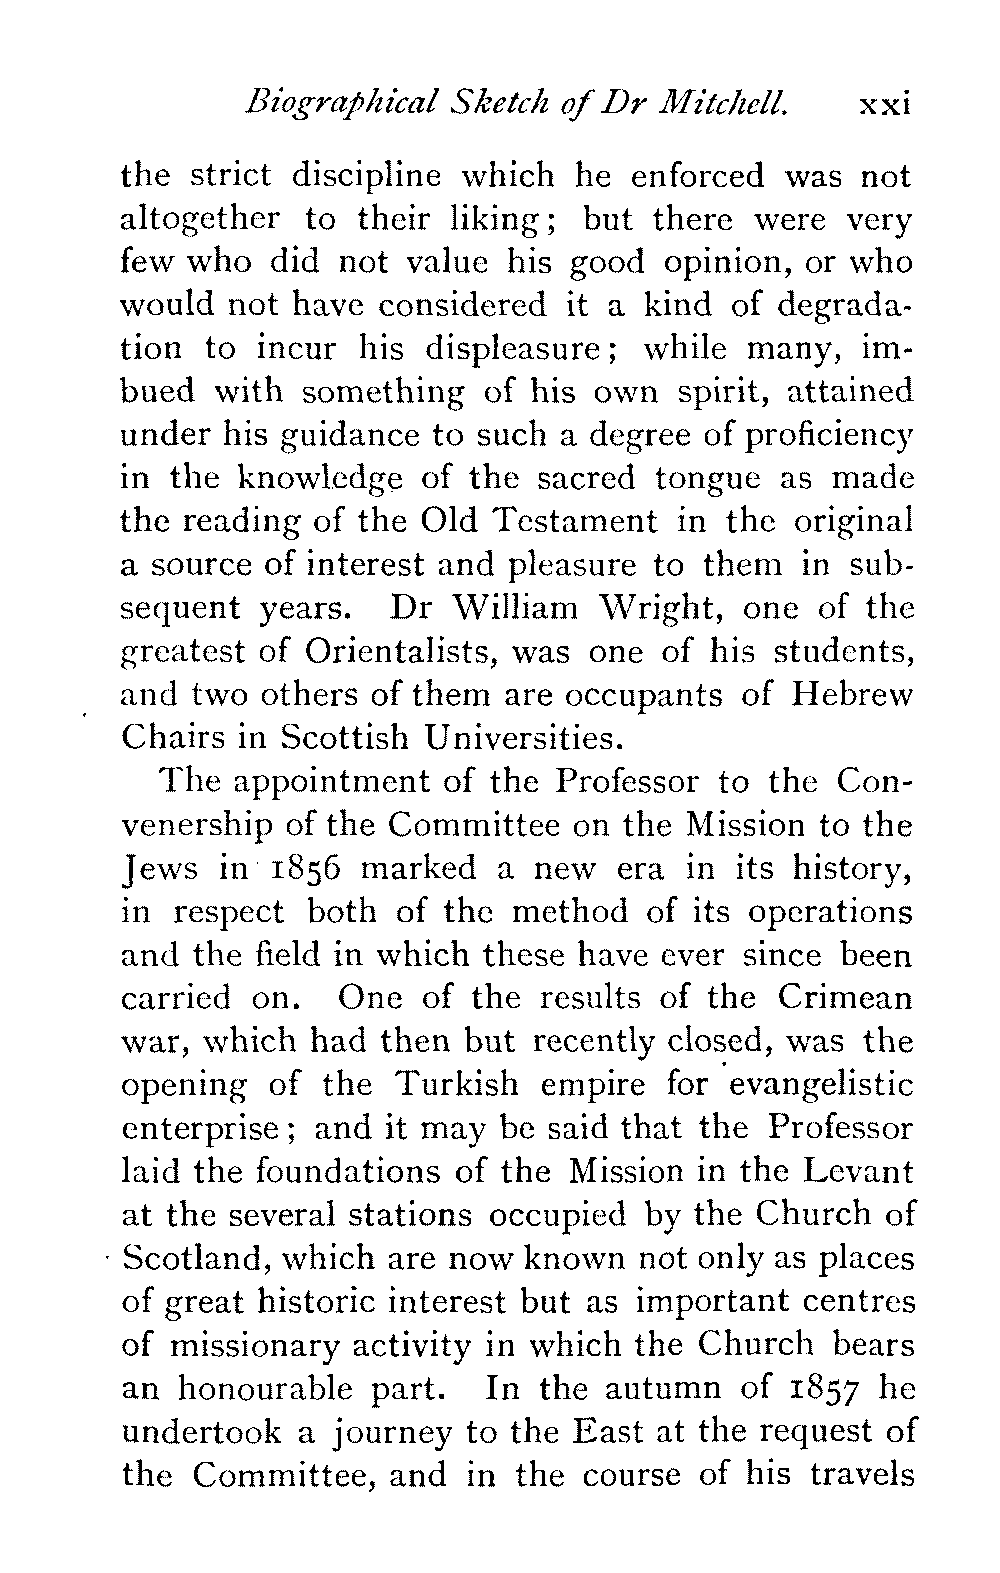 Biographical Sketch of Dr Mitchell. xxi
the strict discipline which he enforced was not
altogether to their liking; but there were very
few who did not value his good opinion, or who
would not have considered it a kind of degrada-
tion to incur his displeasure; while many, im-
bued with something of his own spirit, attained
under his guidance to such a degree of proficiency
in the knowledge of the sacred tongue as made
the reading of the Old Testament in the original
a source of interest and pleasure to them in sub-
sequent years. Dr William Wright, one of the
greatest of Orientalists, was one of his students,
and two others of them are occupants of Hebrew
Chairs in Scottish Universities.
The appointment of the Professor to the Con-
venership of the Committee on the Mission to the
Jews in 1856 marked a new era in its history,
in respect both of the method of its operations
and the field in which these have ever since been
carried on. One of the results of the Crimean
war, which had then but recently closed, was the
opening of the Turkish empire for evangelistic
enterprise; and it may be said that the Professor
laid the foundations of the Mission in the Levant
at the several stations occupied by the Church of
Scotland, which are now known not only as places
of great historic interest but as important centres
of missionary activity in which the Church bears
an honourable part. In the autumn of 1857 he
undertook a journey to the East at the request of
the Committee, and in the course of his travels